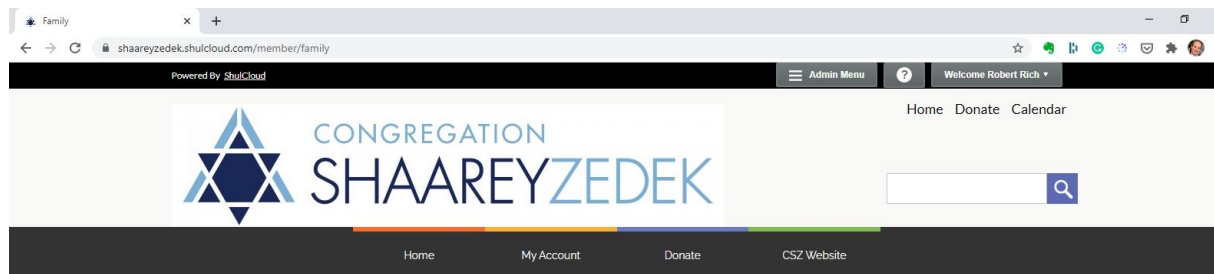 Family
shaareyzedek.shulcloud.com/member/family
Powered By ShulCloud
Admin Menu
?
Welcome Robert Rich
Home Donate Calendar
CONGREGATION
SHAAREYZEDEK
Home My Account Donate CSZ Website